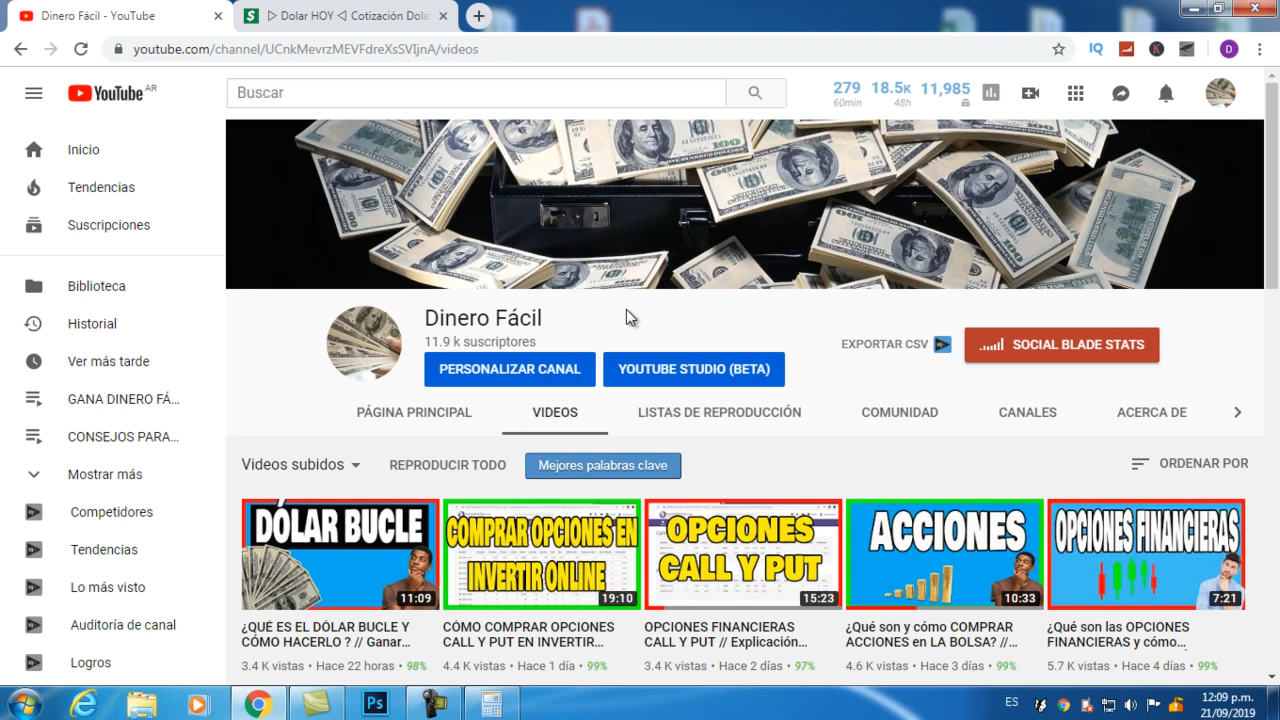 Dinero Fácil - YouTube
▷ Dolar HOY ◁ Cotización Dola
youtube.com/channel/UCnkMevrzMEVFdreXsSVIjnA/videos
IQ
K
D
YouTube AR
Buscar
279
60min
18.5K
48h
11,985
Inicio
Tendencias
Suscripciones
Biblioteca
Historial
Ver más tarde
GANA DINERO FÁ...
CONSEJOS PARA...
Mostrar más
Competidores
Tendencias
Lo más visto
Auditoría de canal
Logros
Dinero Fácil
11.9 k suscriptores
PERSONALIZAR CANAL
YOUTUBE STUDIO (BETA)
EXPORTAR CSV
SOCIAL BLADE STATS
PÁGINA PRINCIPAL
VIDEOS
LISTAS DE REPRODUCCIÓN
COMUNIDAD
CANALES
ACERCA DE
Videos subidos
REPRODUCIR TODO
Mejores palabras clave
ORDENAR POR
DÓLAR BUCLE
11:09
¿QUÉ ES EL DÓLAR BUCLE Y
CÓMO HACERLO ? // Ganar...
3.4 K vistas • Hace 22 horas • 98%
COMPRAR OPCIONES EN
INVERTIR ONLINE
19:10
CÓMO COMPRAR OPCIONES
CALL Y PUT EN INVERTIR...
4.4 K vistas • Hace 1 día • 99%
OPCIONES
CALL Y PUT
15:23
OPCIONES FINANCIERAS
CALL Y PUT // Explicación...
3.4 K vistas • Hace 2 días • 97%
ACCIONES
10:33
¿Qué son y cómo COMPRAR
ACCIONES en LA BOLSA? //...
4.6 K vistas • Hace 3 días • 99%
OPCIONES FINANCIERAS
7:21
¿Qué son las OPCIONES
FINANCIERAS y cómo...
5.7 K vistas • Hace 4 días • 99%
Ps
ES
12:09 p.m.
21/09/2019